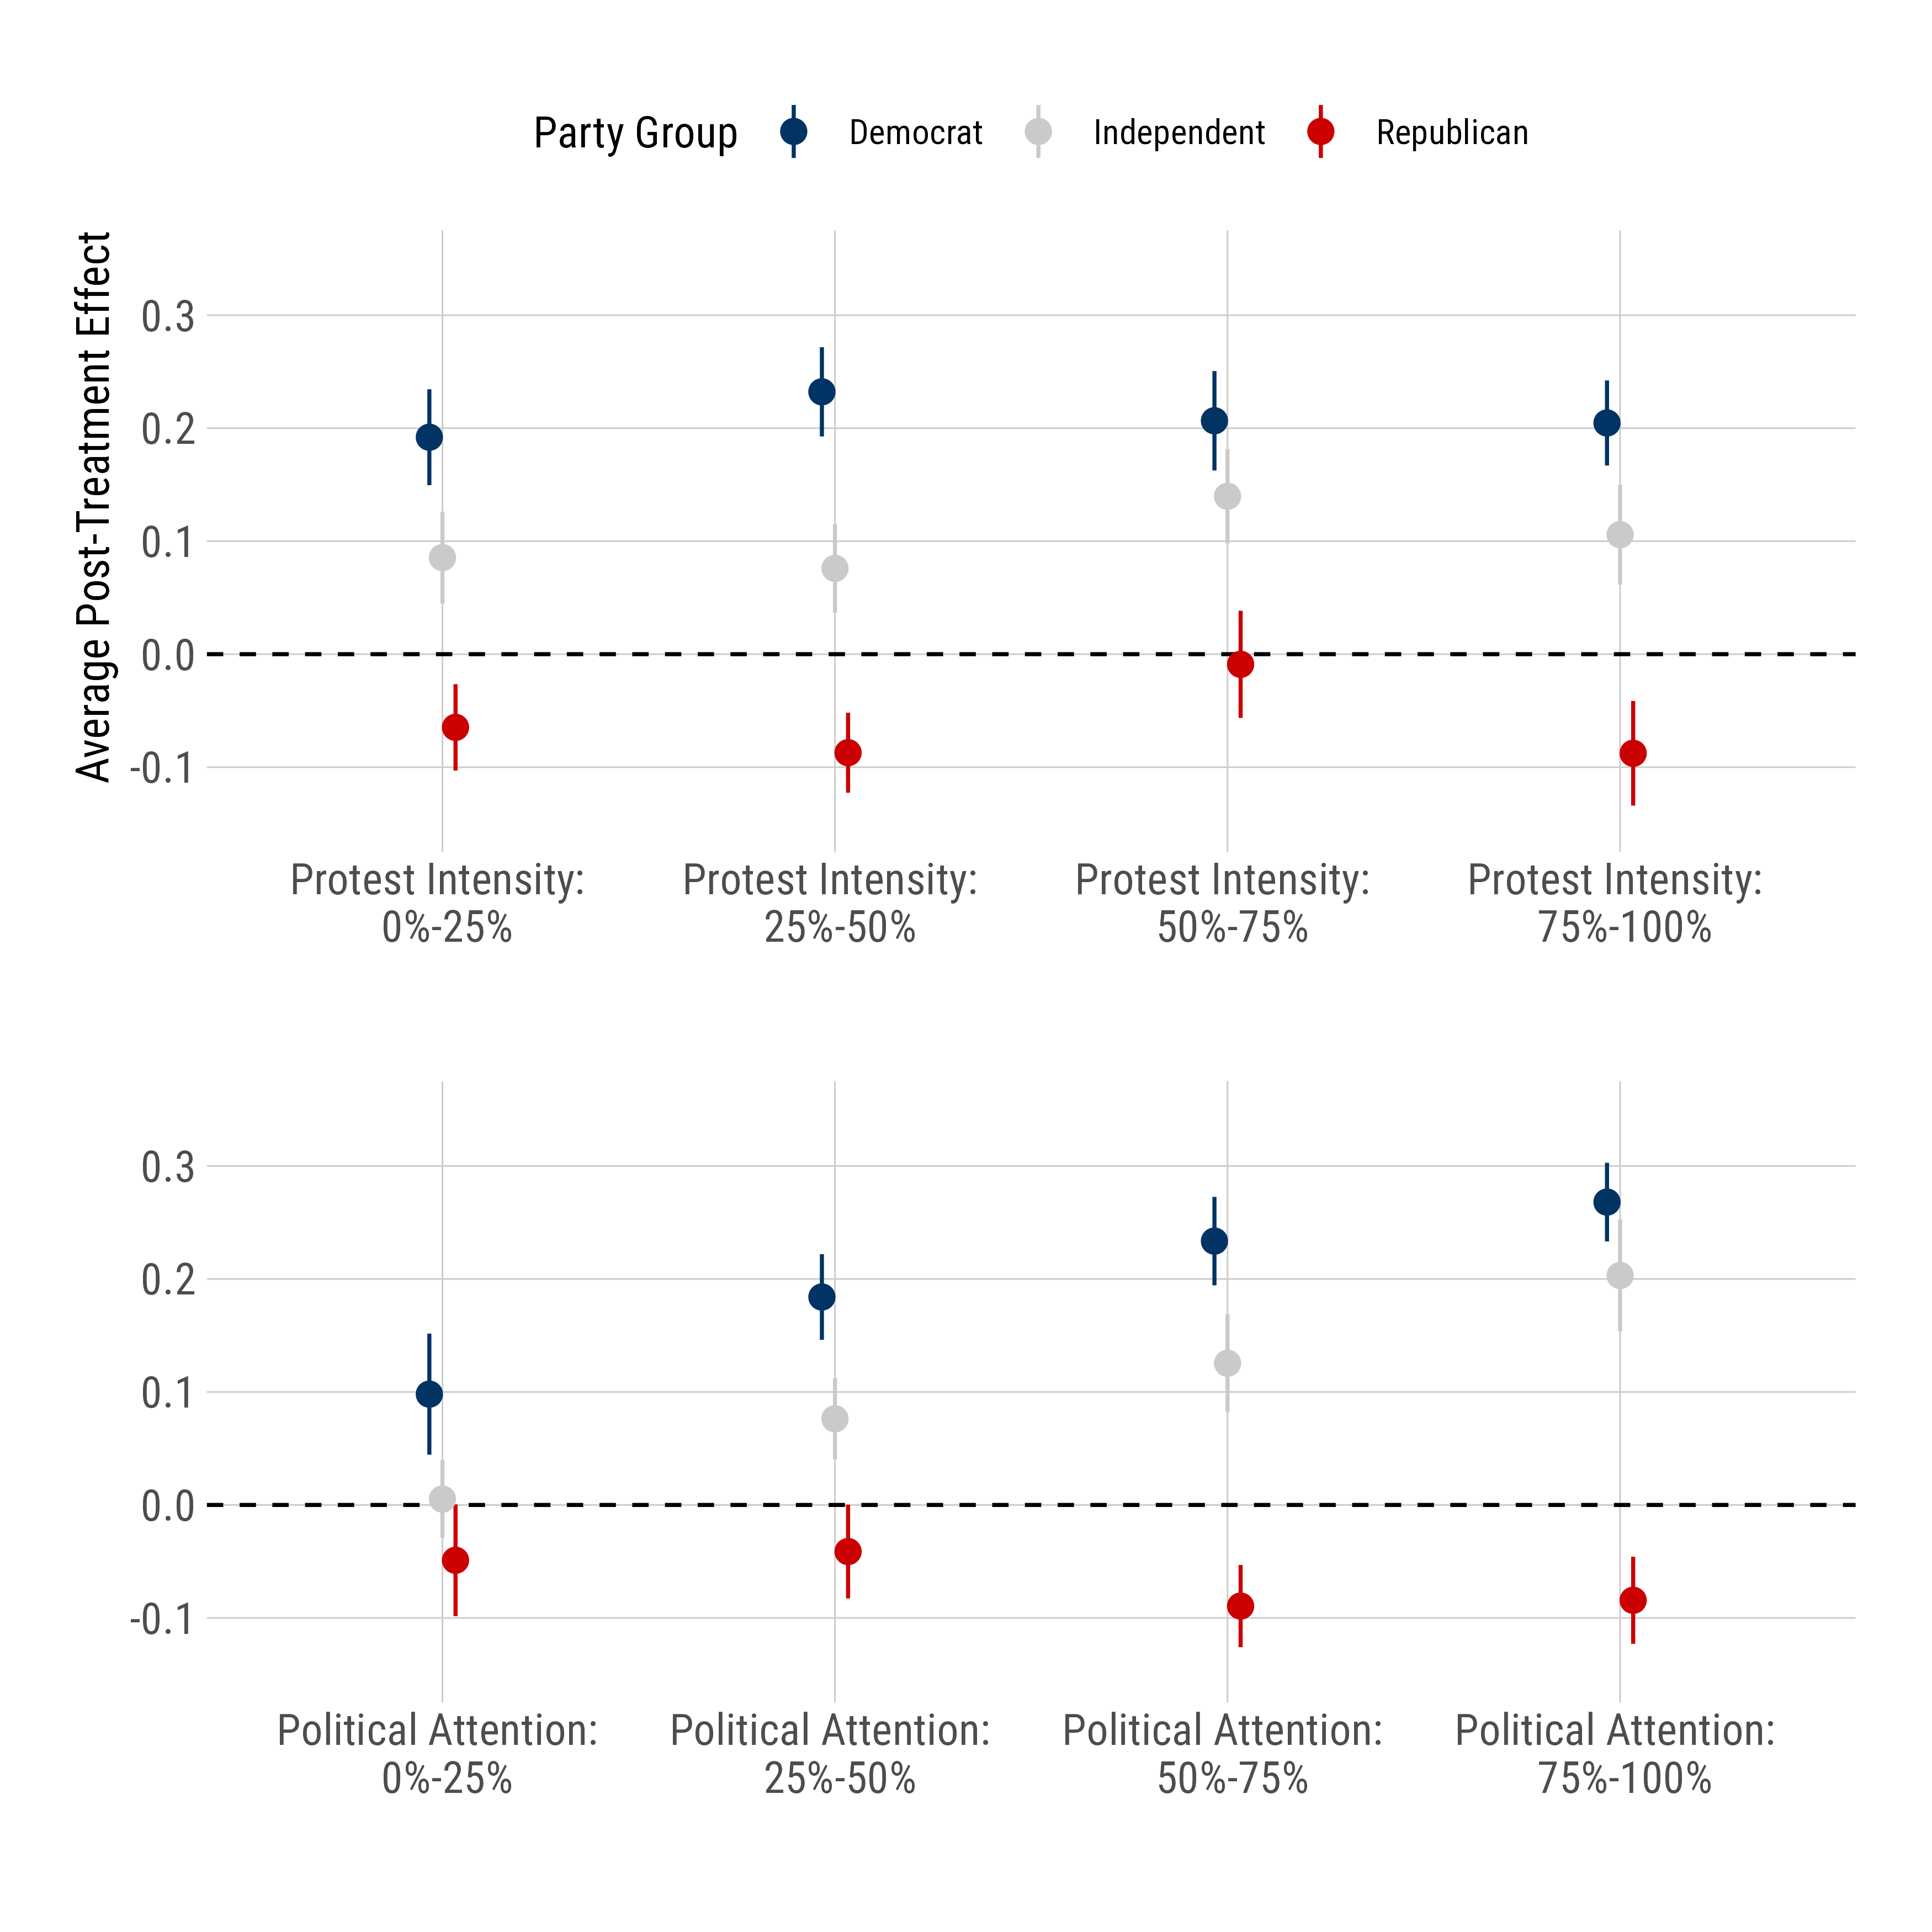 Party Group Democrat Independent Republican
Average Post-Treatment Effect
0.3
0.2
0.1
0.0
-0.1
Protest Intensity:
0%-25%
Protest Intensity:
25%-50%
Protest Intensity:
50%-75%
Protest Intensity:
75%-100%
0.3
0.2
0.1
0.0
-0.1
Political Attention:
0%-25%
Political Attention:
25%-50%
Political Attention:
50%-75%
Political Attention:
75%-100%